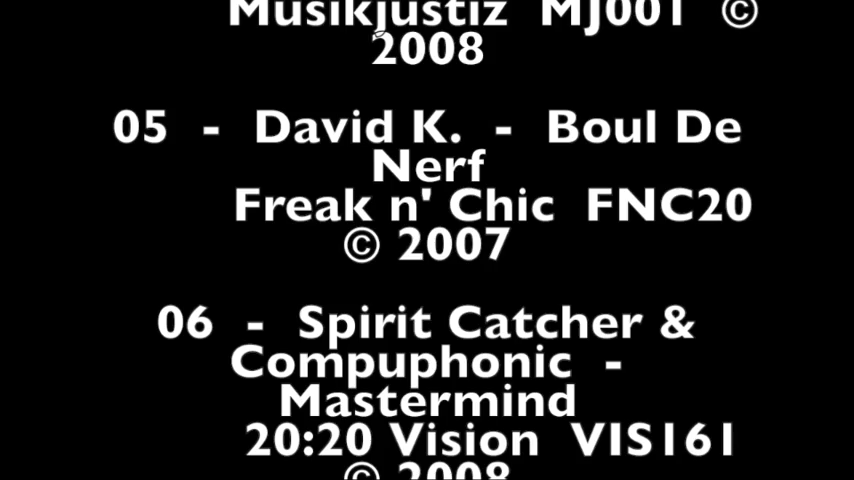 Musikjustiz MJ001 ©
2008
05 - David K. - Boul De
Nerf
Freak n' Chic FNC20
© 2007
06 - Spirit Catcher &
Compuphonic -
Mastermind
20:20 Vision VIS161
© 2008